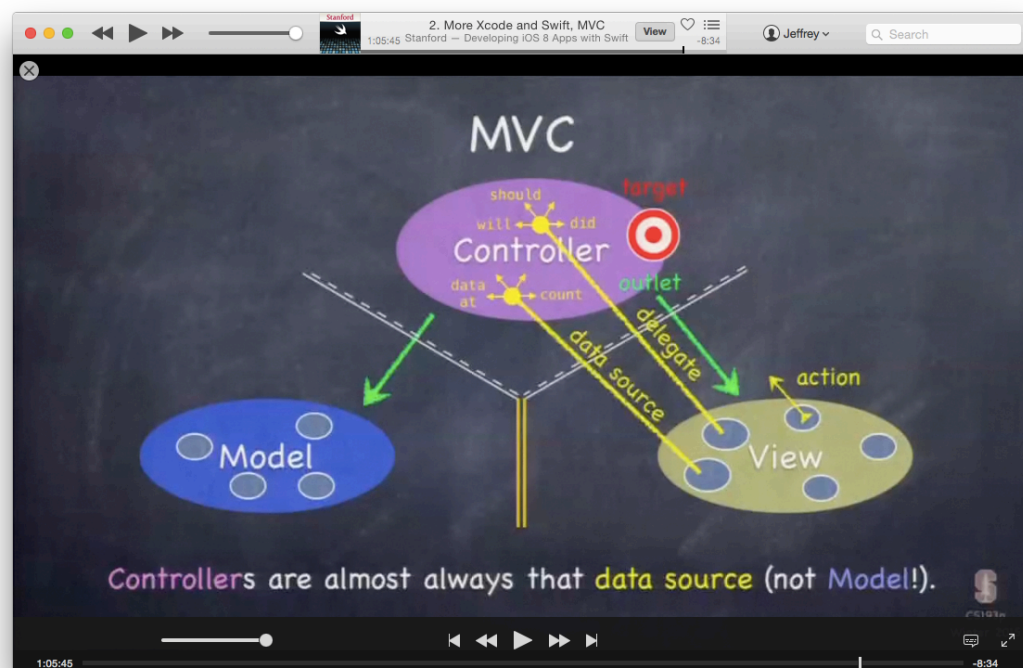 Stanford
2. More Xcode and Swift, MVC
1:05:45 Stanford — Developing iOS 8 Apps with Swift -8:34
View
Jeffrey
Search
MVC
target
should
will did
Controller
data at count
outlet
delegate
data source
action
Model
View
Controllers are almost always that data source (not Model!).
CS193p
1:05:45 -8:34